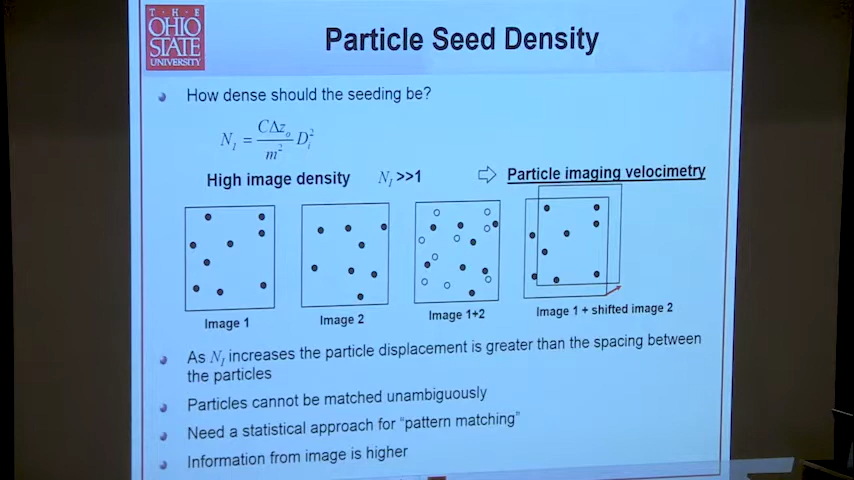 T · H · E
OHIO
STATE
UNIVERSITY
Particle Seed Density
How dense should the seeding be?
N_I = CΔz_o / m² D_i²
High image density N_I >>1 ⇨ Particle imaging velocimetry
Image 1
Image 2
Image 1+2
Image 1 + shifted image 2
As N_I increases the particle displacement is greater than the spacing between
the particles
Particles cannot be matched unambiguously
Need a statistical approach for "pattern matching"
Information from image is higher